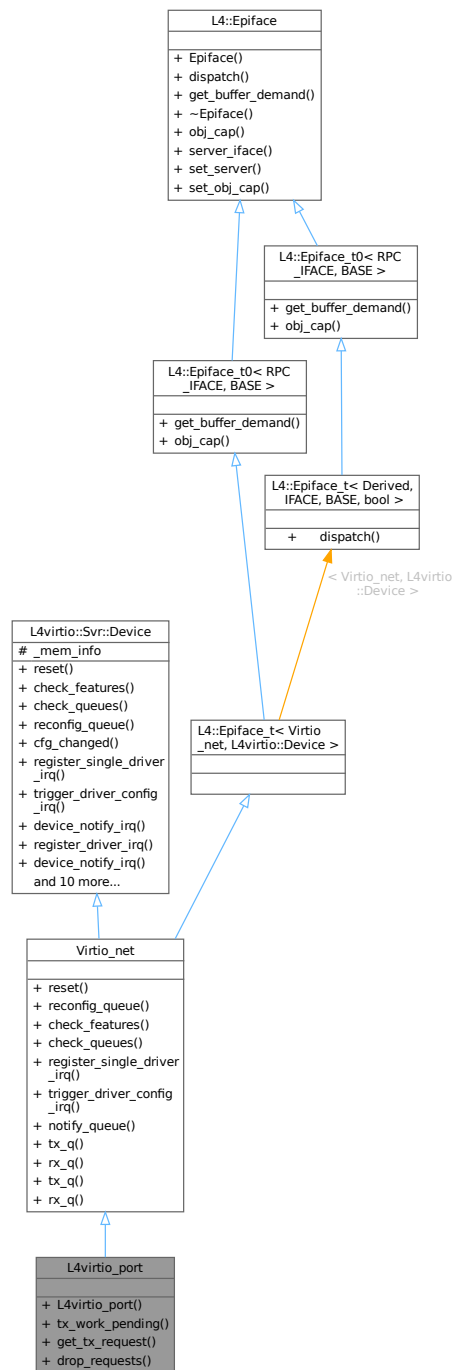 L4::Epiface
+ Epiface()
+ dispatch()
+ get_buffer_demand()
+ ~Epiface()
+ obj_cap()
+ server_iface()
+ set_server()
+ set_obj_cap()
L4::Epiface_t0< RPC
_IFACE, BASE >
+ get_buffer_demand()
+ obj_cap()
L4::Epiface_t0< RPC
_IFACE, BASE >
+ get_buffer_demand()
+ obj_cap()
L4::Epiface_t< Derived,
IFACE, BASE, bool >
+ dispatch()
< Virtio_net, L4virtio
::Device >
L4virtio::Svr::Device
# _mem_info
+ reset()
+ check_features()
+ check_queues()
+ reconfig_queue()
+ cfg_changed()
+ register_single_driver
_irq()
+ trigger_driver_config
_irq()
+ device_notify_irq()
+ register_driver_irq()
+ device_notify_irq()
and 10 more...
L4::Epiface_t< Virtio
_net, L4virtio::Device >
Virtio_net
+ reset()
+ reconfig_queue()
+ check_features()
+ check_queues()
+ register_single_driver
_irq()
+ trigger_driver_config
_irq()
+ notify_queue()
+ tx_q()
+ rx_q()
+ tx_q()
+ rx_q()
L4virtio_port
+ L4virtio_port()
+ tx_work_pending()
+ get_tx_request()
+ drop_requests()